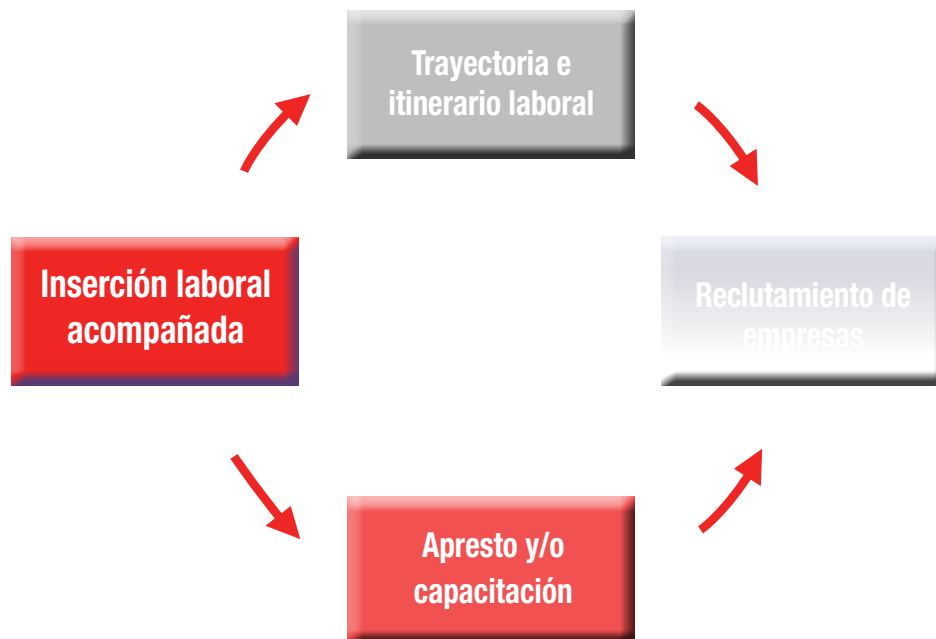 Trayectoria e
itinerario laboral
Inserción laboral
acompañada
Reclutamiento de
empresas
Apresto y/o
capacitación